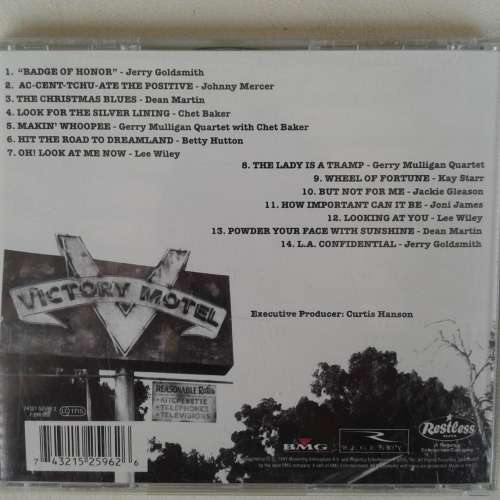 1. "BADGE OF HONOR" - Jerry Goldsmith
2. AC-CENT-TCHU-ATE THE POSITIVE - Johnny Mercer
3. THE CHRISTMAS BLUES - Dean Martin
4. LOOK FOR THE SILVER LINING - Chet Baker
5. MAKIN' WHOOPEE - Gerry Mulligan Quartet with Chet Baker
6. HIT THE ROAD TO DREAMLAND - Betty Hutton
7. OH! LOOK AT ME NOW - Lee Wiley
8. THE LADY IS A TRAMP - Gerry Mulligan Quartet
9. WHEEL OF FORTUNE - Kay Starr
10. BUT NOT FOR ME - Jackie Gleason
11. HOW IMPORTANT CAN IT BE - Joni James
12. LOOKING AT YOU - Lee Wiley
13. POWDER YOUR FACE WITH SUNSHINE - Dean Martin
14. L.A. CONFIDENTIAL - Jerry Goldsmith
VICTORY MOTEL
Executive Producer: Curtis Hanson
REASONABLE RATES
KITCHENETTE
TELEPHONES
TELEVISIONS
LC 1715
7 43215 25962 6
BMG
R
Restless